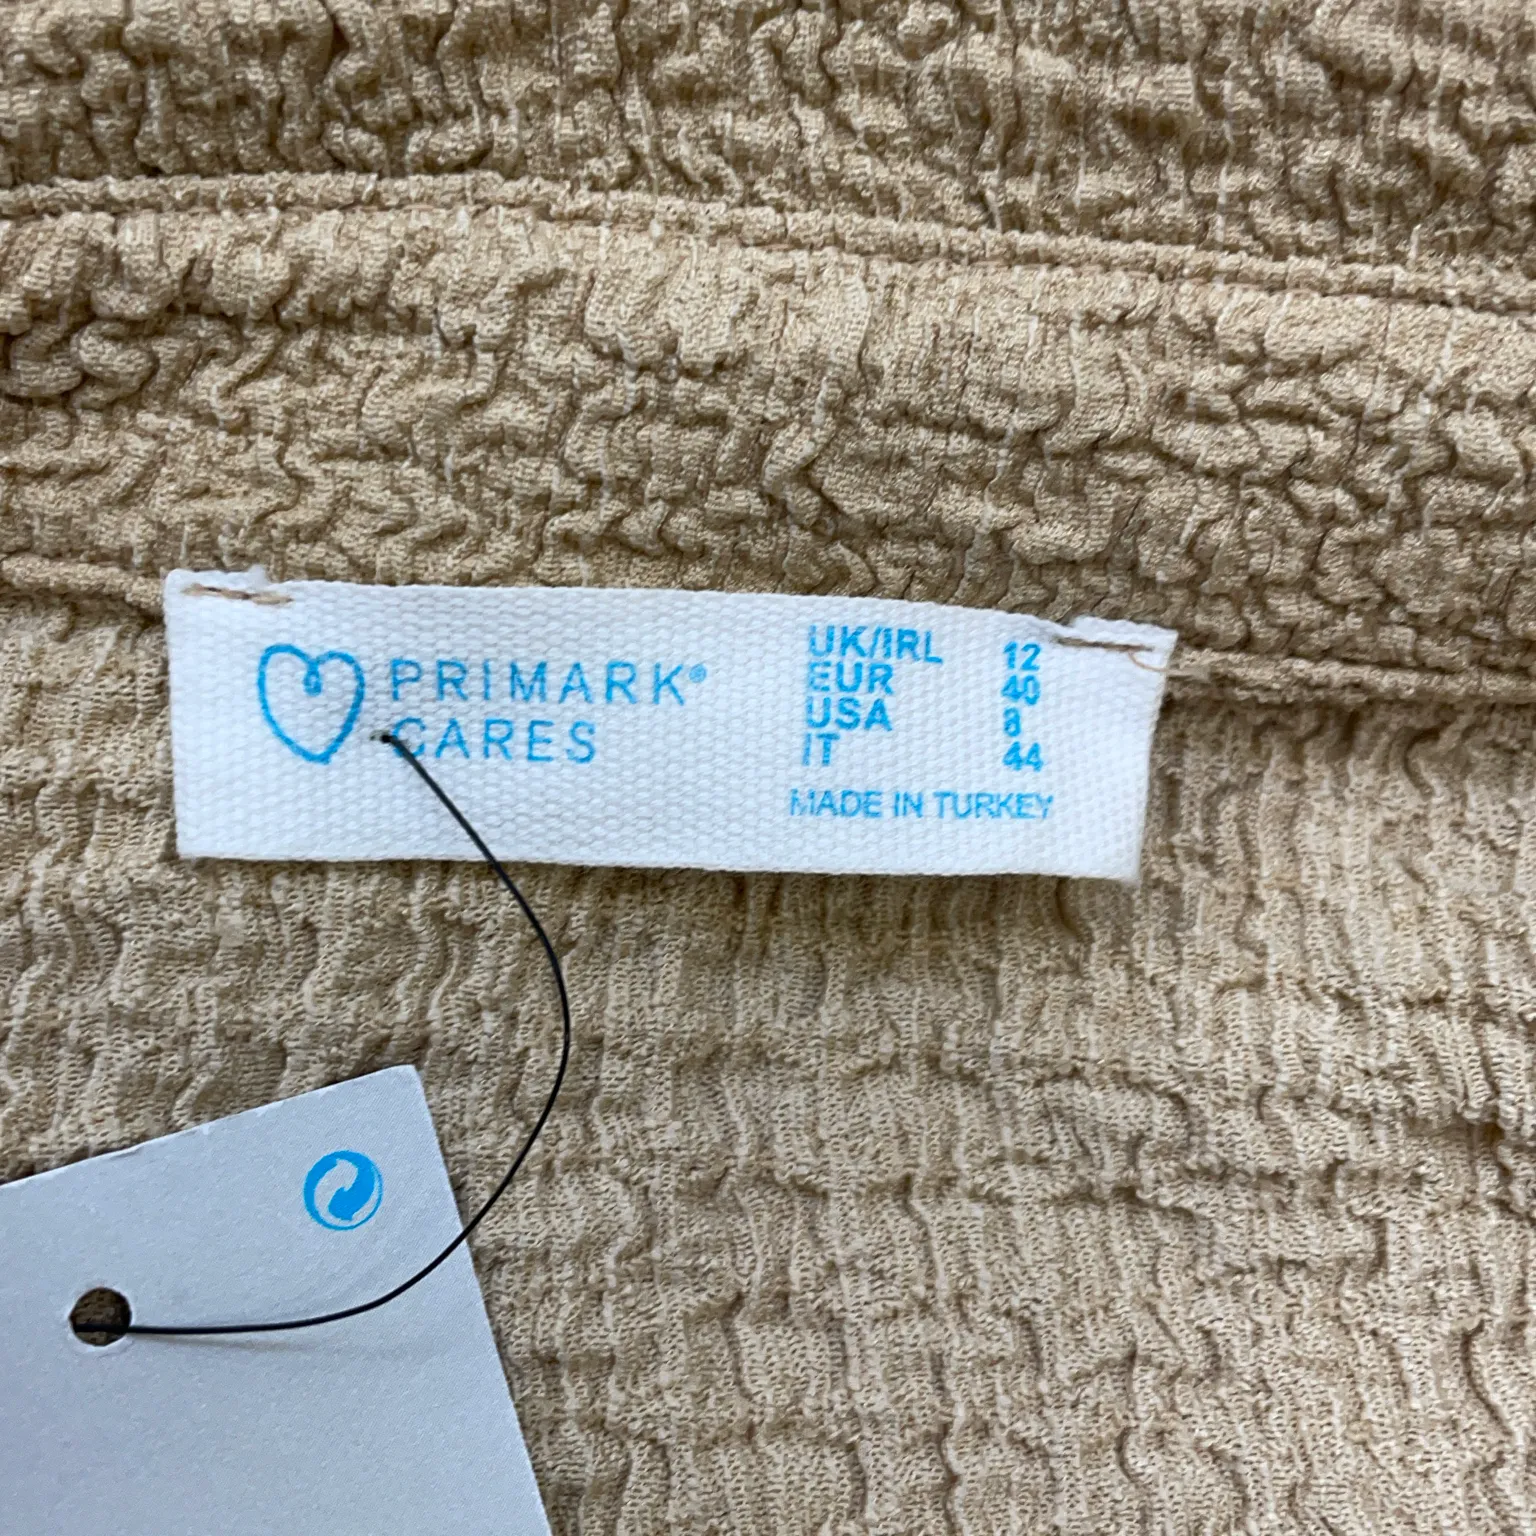 PRIMARK®
CARES
UK/IRL 12
EUR 40
USA 8
IT 44
MADE IN TURKEY